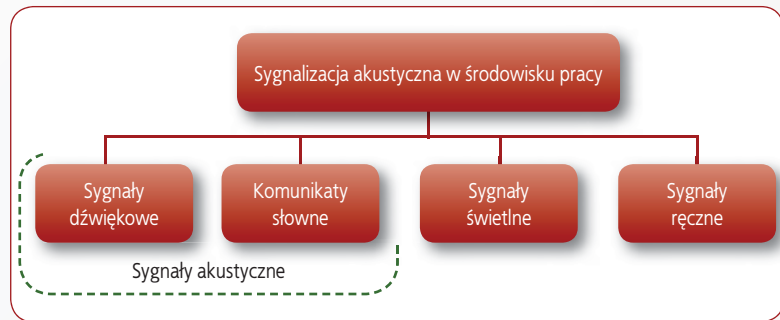 Sygnalizacja akustyczna w środowisku pracy
Sygnały
dźwiękowe
Komunikaty
słowne
Sygnały
świetlne
Sygnały
ręczne
Sygnały akustyczne